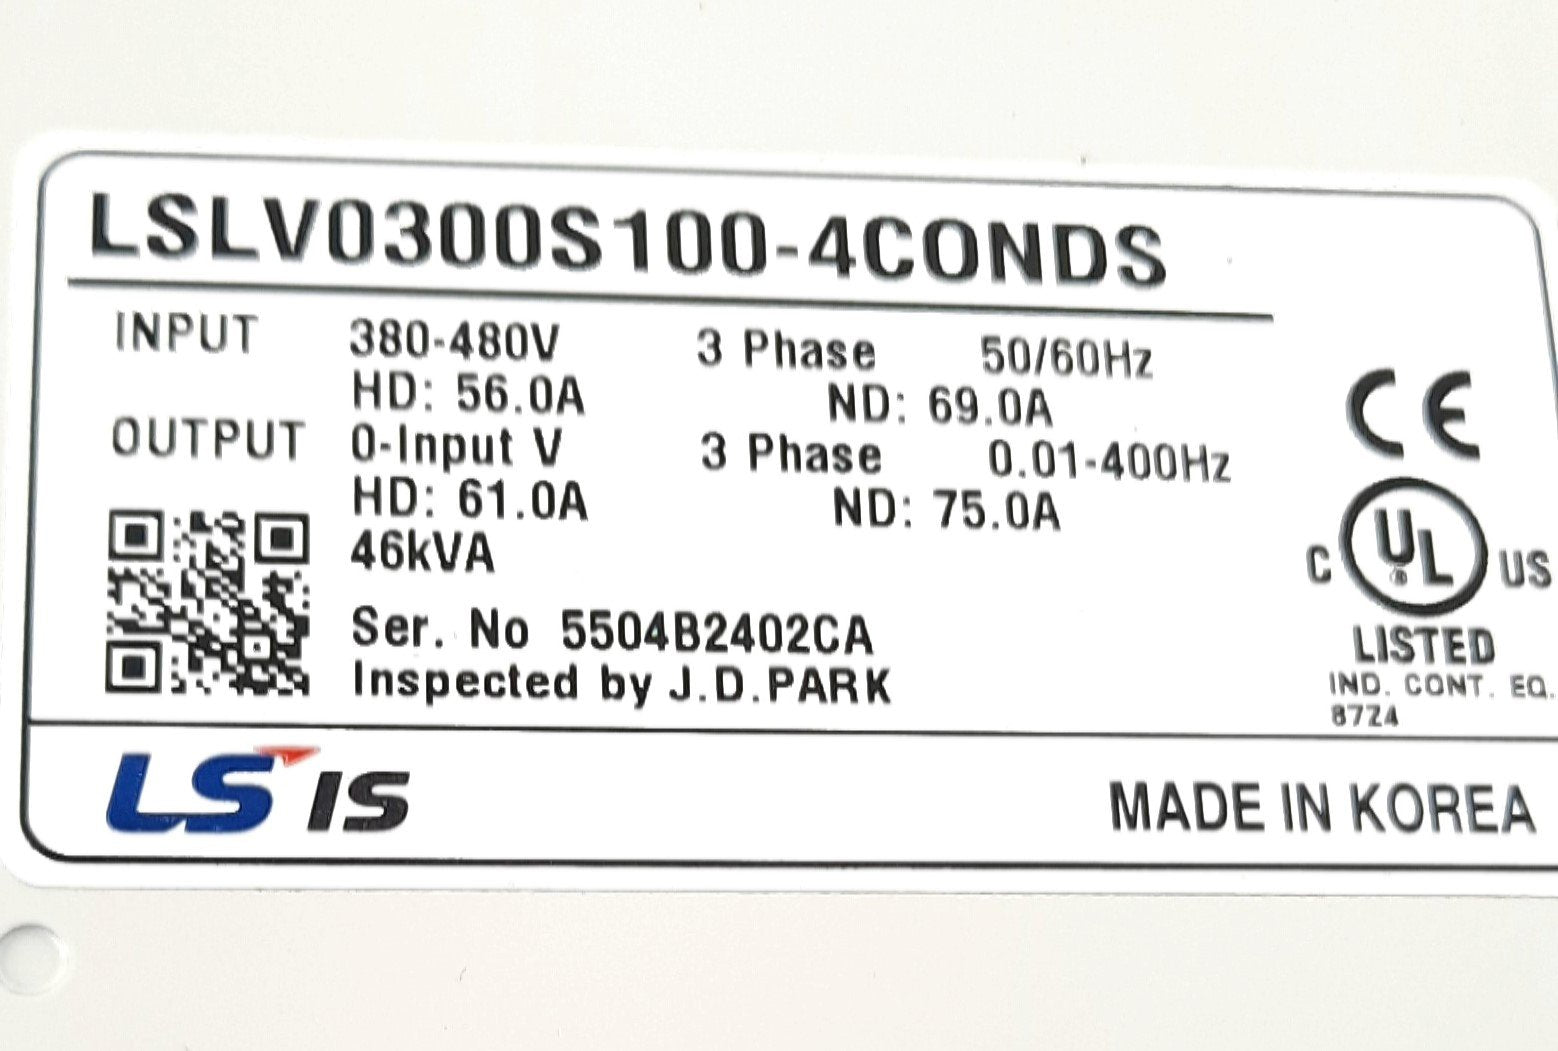 LSLV0300S100-4CONDS
INPUT 380-480V 3 Phase 50/60Hz
HD: 56.0A ND: 69.0A
OUTPUT 0-Input V 3 Phase 0.01-400Hz
HD: 61.0A ND: 75.0A
46kVA
Ser. No 5504B2402CA
Inspected by J.D.PARK
CE
C UL US
LISTED
IND. CONT. EQ.
87Z4
LS IS
MADE IN KOREA